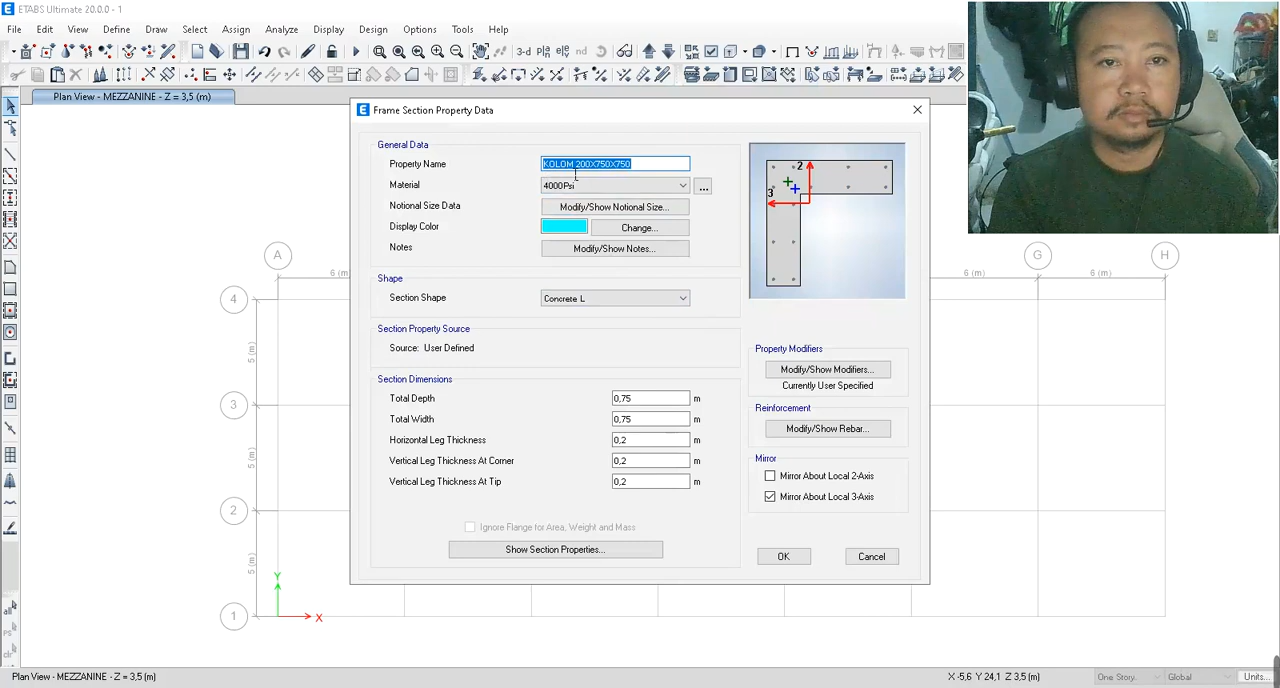 ETABS Ultimate 20.0.0 - 1
File Edit View Define Draw Select Assign Analyze Display Design Options Tools Help
3-d
nd
Plan View - MEZZANINE - Z = 3,5 (m)
Frame Section Property Data
General Data
Property Name KOLOM 200X750X750
Material 4000Psi ...
Notional Size Data Modify/Show Notional Size...
Display Color Change...
Notes Modify/Show Notes...
Shape
Section Shape Concrete L
Section Property Source
Source: User Defined
Section Dimensions
Total Depth 0,75 m
Total Width 0,75 m
Horizontal Leg Thickness 0,2 m
Vertical Leg Thickness At Corner 0,2 m
Vertical Leg Thickness At Tip 0,2 m
Ignore Flange for Area, Weight and Mass
Show Section Properties...
2
3
Property Modifiers
Modify/Show Modifiers...
Currently User Specified
Reinforcement
Modify/Show Rebar...
Mirror
Mirror About Local 2-Axis
Mirror About Local 3-Axis
OK Cancel
A G H
6 (m) 6 (m)
4
5 (m)
3
5 (m)
2
5 (m)
1
Y
X
Plan View - MEZZANINE - Z = 3,5 (m) X -5,6 Y 24,1 Z 3,5 (m) One Story Global Units...